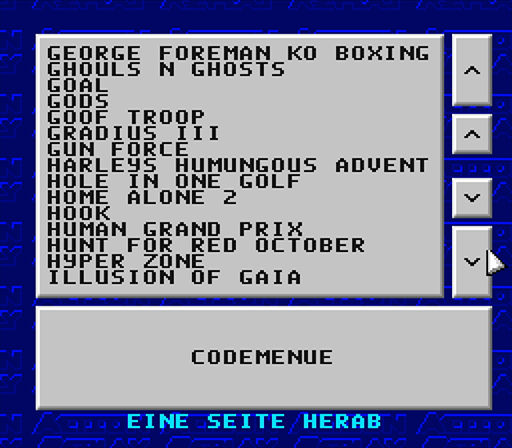 GEORGE FOREMAN KO BOXING
GHOULS N GHOSTS
GOAL
GODS
GOOF TROOP
GRADIUS III
GUN FORCE
HARLEYS HUMUNGOUS ADVENT
HOLE IN ONE GOLF
HOME ALONE 2
HOOK
HUMAN GRAND PRIX
HUNT FOR RED OCTOBER
HYPER ZONE
ILLUSION OF GAIA
CODEMENUE
EINE SEITE HERAB